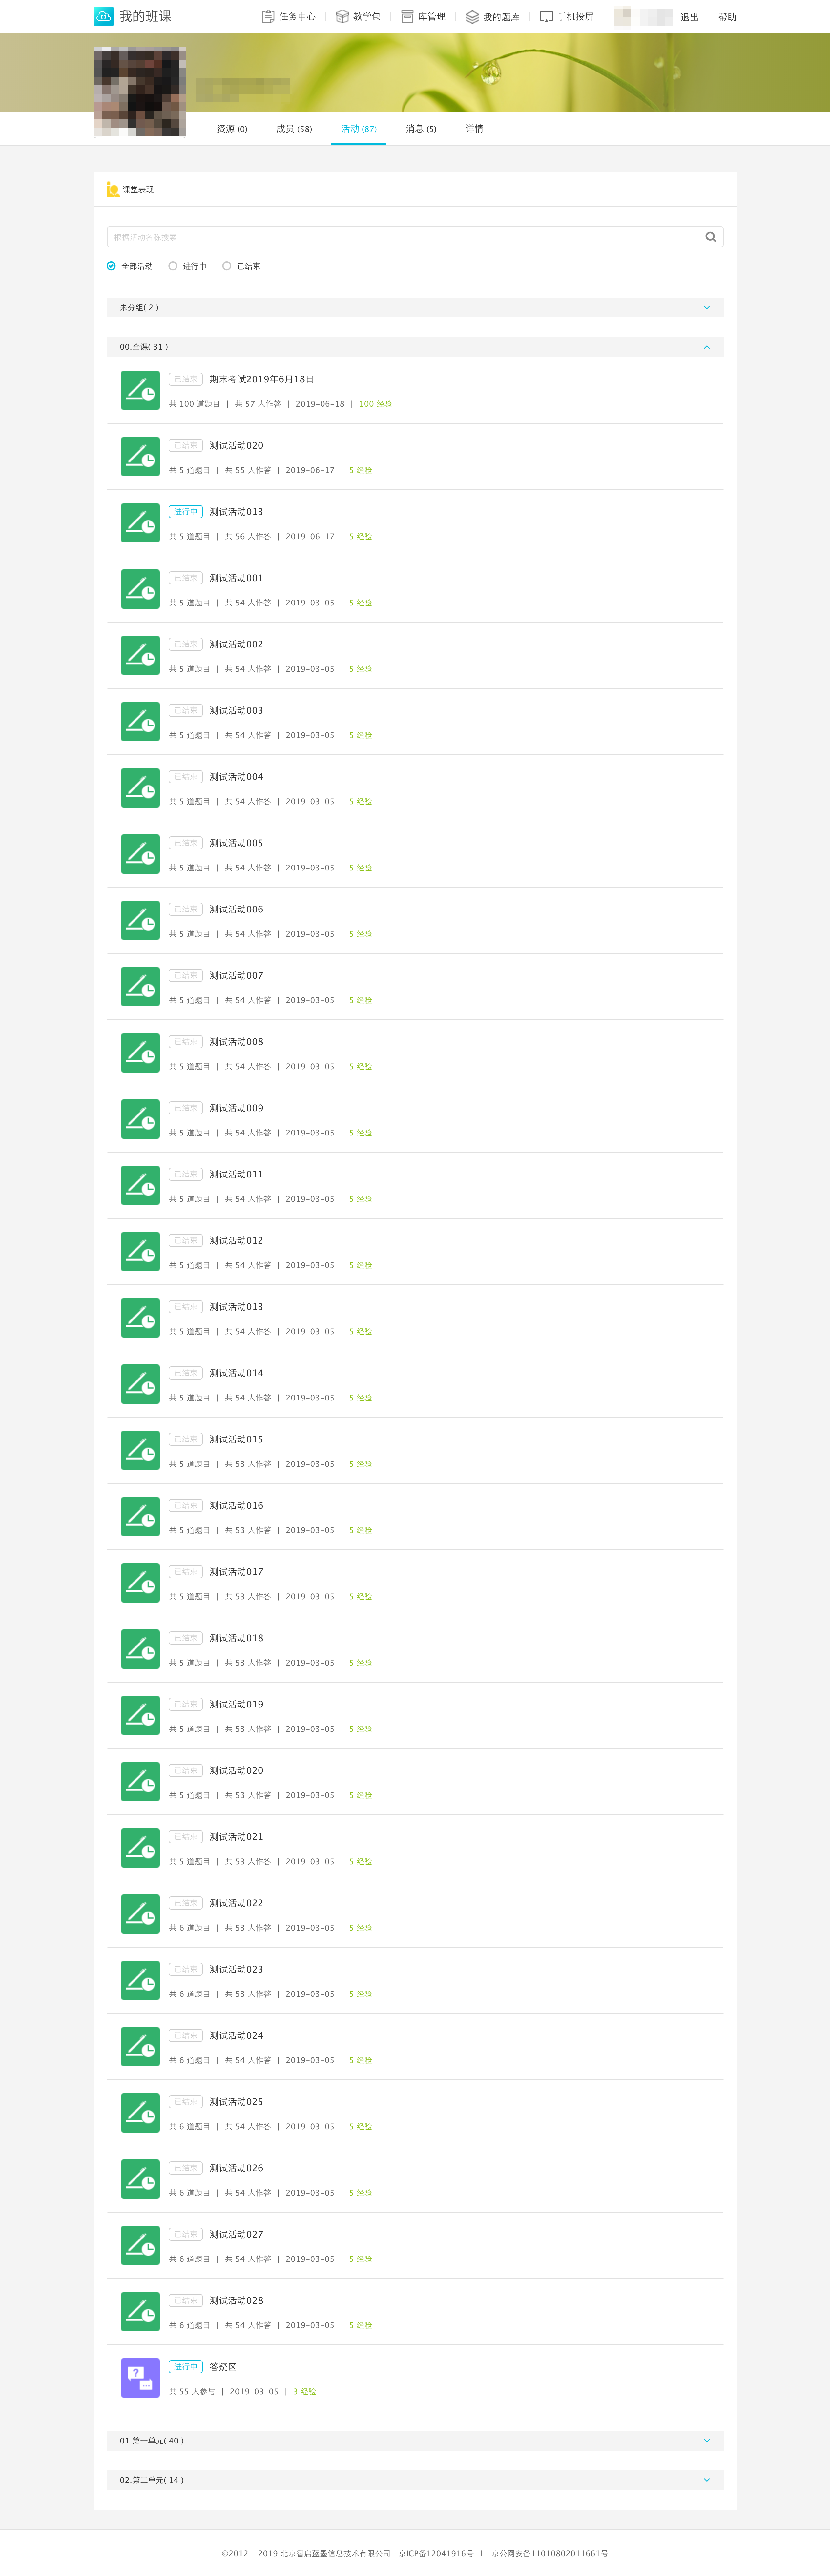 我的班课 任务中心 教学包 库管理 我的题库 手机投屏 退出 帮助
资源 (0) 成员 (58) 活动 (87) 消息 (5) 详情
课堂表现
根据活动名称搜索
全部活动 进行中 已结束
未分组( 2 )
00.全课( 31 )
已结束 期末考试2019年6月18日
共 100 道题目 | 共 57 人作答 | 2019-06-18 | 100 经验
已结束 测试活动020
共 5 道题目 | 共 55 人作答 | 2019-06-17 | 5 经验
进行中 测试活动013
共 5 道题目 | 共 56 人作答 | 2019-06-17 | 5 经验
已结束 测试活动001
共 5 道题目 | 共 54 人作答 | 2019-03-05 | 5 经验
已结束 测试活动002
共 5 道题目 | 共 54 人作答 | 2019-03-05 | 5 经验
已结束 测试活动003
共 5 道题目 | 共 54 人作答 | 2019-03-05 | 5 经验
已结束 测试活动004
共 5 道题目 | 共 54 人作答 | 2019-03-05 | 5 经验
已结束 测试活动005
共 5 道题目 | 共 54 人作答 | 2019-03-05 | 5 经验
已结束 测试活动006
共 5 道题目 | 共 54 人作答 | 2019-03-05 | 5 经验
已结束 测试活动007
共 5 道题目 | 共 54 人作答 | 2019-03-05 | 5 经验
已结束 测试活动008
共 5 道题目 | 共 54 人作答 | 2019-03-05 | 5 经验
已结束 测试活动009
共 5 道题目 | 共 54 人作答 | 2019-03-05 | 5 经验
已结束 测试活动011
共 5 道题目 | 共 54 人作答 | 2019-03-05 | 5 经验
已结束 测试活动012
共 5 道题目 | 共 54 人作答 | 2019-03-05 | 5 经验
已结束 测试活动013
共 5 道题目 | 共 54 人作答 | 2019-03-05 | 5 经验
已结束 测试活动014
共 5 道题目 | 共 54 人作答 | 2019-03-05 | 5 经验
已结束 测试活动015
共 5 道题目 | 共 53 人作答 | 2019-03-05 | 5 经验
已结束 测试活动016
共 5 道题目 | 共 53 人作答 | 2019-03-05 | 5 经验
已结束 测试活动017
共 5 道题目 | 共 53 人作答 | 2019-03-05 | 5 经验
已结束 测试活动018
共 5 道题目 | 共 53 人作答 | 2019-03-05 | 5 经验
已结束 测试活动019
共 5 道题目 | 共 53 人作答 | 2019-03-05 | 5 经验
已结束 测试活动020
共 5 道题目 | 共 53 人作答 | 2019-03-05 | 5 经验
已结束 测试活动021
共 5 道题目 | 共 53 人作答 | 2019-03-05 | 5 经验
已结束 测试活动022
共 6 道题目 | 共 53 人作答 | 2019-03-05 | 5 经验
已结束 测试活动023
共 6 道题目 | 共 53 人作答 | 2019-03-05 | 5 经验
已结束 测试活动024
共 6 道题目 | 共 54 人作答 | 2019-03-05 | 5 经验
已结束 测试活动025
共 6 道题目 | 共 54 人作答 | 2019-03-05 | 5 经验
已结束 测试活动026
共 6 道题目 | 共 54 人作答 | 2019-03-05 | 5 经验
已结束 测试活动027
共 6 道题目 | 共 54 人作答 | 2019-03-05 | 5 经验
已结束 测试活动028
共 6 道题目 | 共 54 人作答 | 2019-03-05 | 5 经验
进行中 答疑区
共 55 人参与 | 2019-03-05 | 3 经验
01.第一单元( 40 )
02.第二单元( 14 )
©2012 - 2019 北京智启蓝墨信息技术有限公司 京ICP备12041916号-1 京公网安备11010802011661号